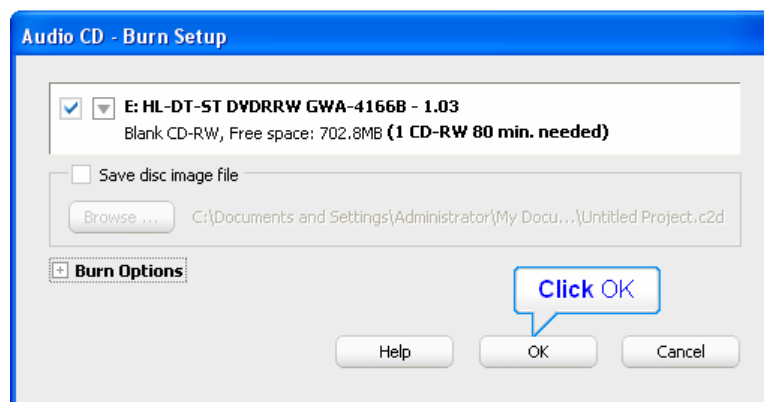 Audio CD - Burn Setup
E: HL-DT-ST DVDRRW GWA-4166B - 1.03
Blank CD-RW, Free space: 702.8MB (1 CD-RW 80 min. needed)
Save disc image file
Browse ... C:\Documents and Settings\Administrator\My Docu...\Untitled Project.c2d
Burn Options
Click OK
Help OK Cancel